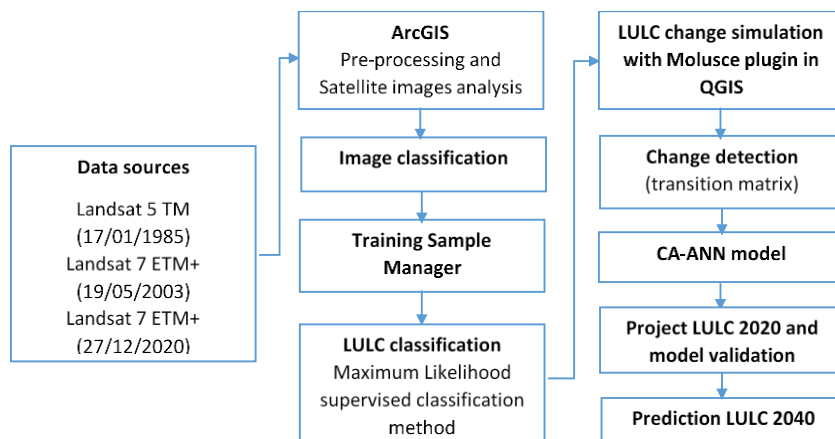 Data sources
Landsat 5 TM
(17/01/1985)
Landsat 7 ETM+
(19/05/2003)
Landsat 7 ETM+
(27/12/2020)
ArcGIS
Pre-processing and
Satellite images analysis
Image classification
Training Sample
Manager
LULC classification
Maximum Likelihood
supervised classification
method
LULC change simulation
with Molusce plugin in
QGIS
Change detection
(transition matrix)
CA-ANN model
Project LULC 2020 and
model validation
Prediction LULC 2040